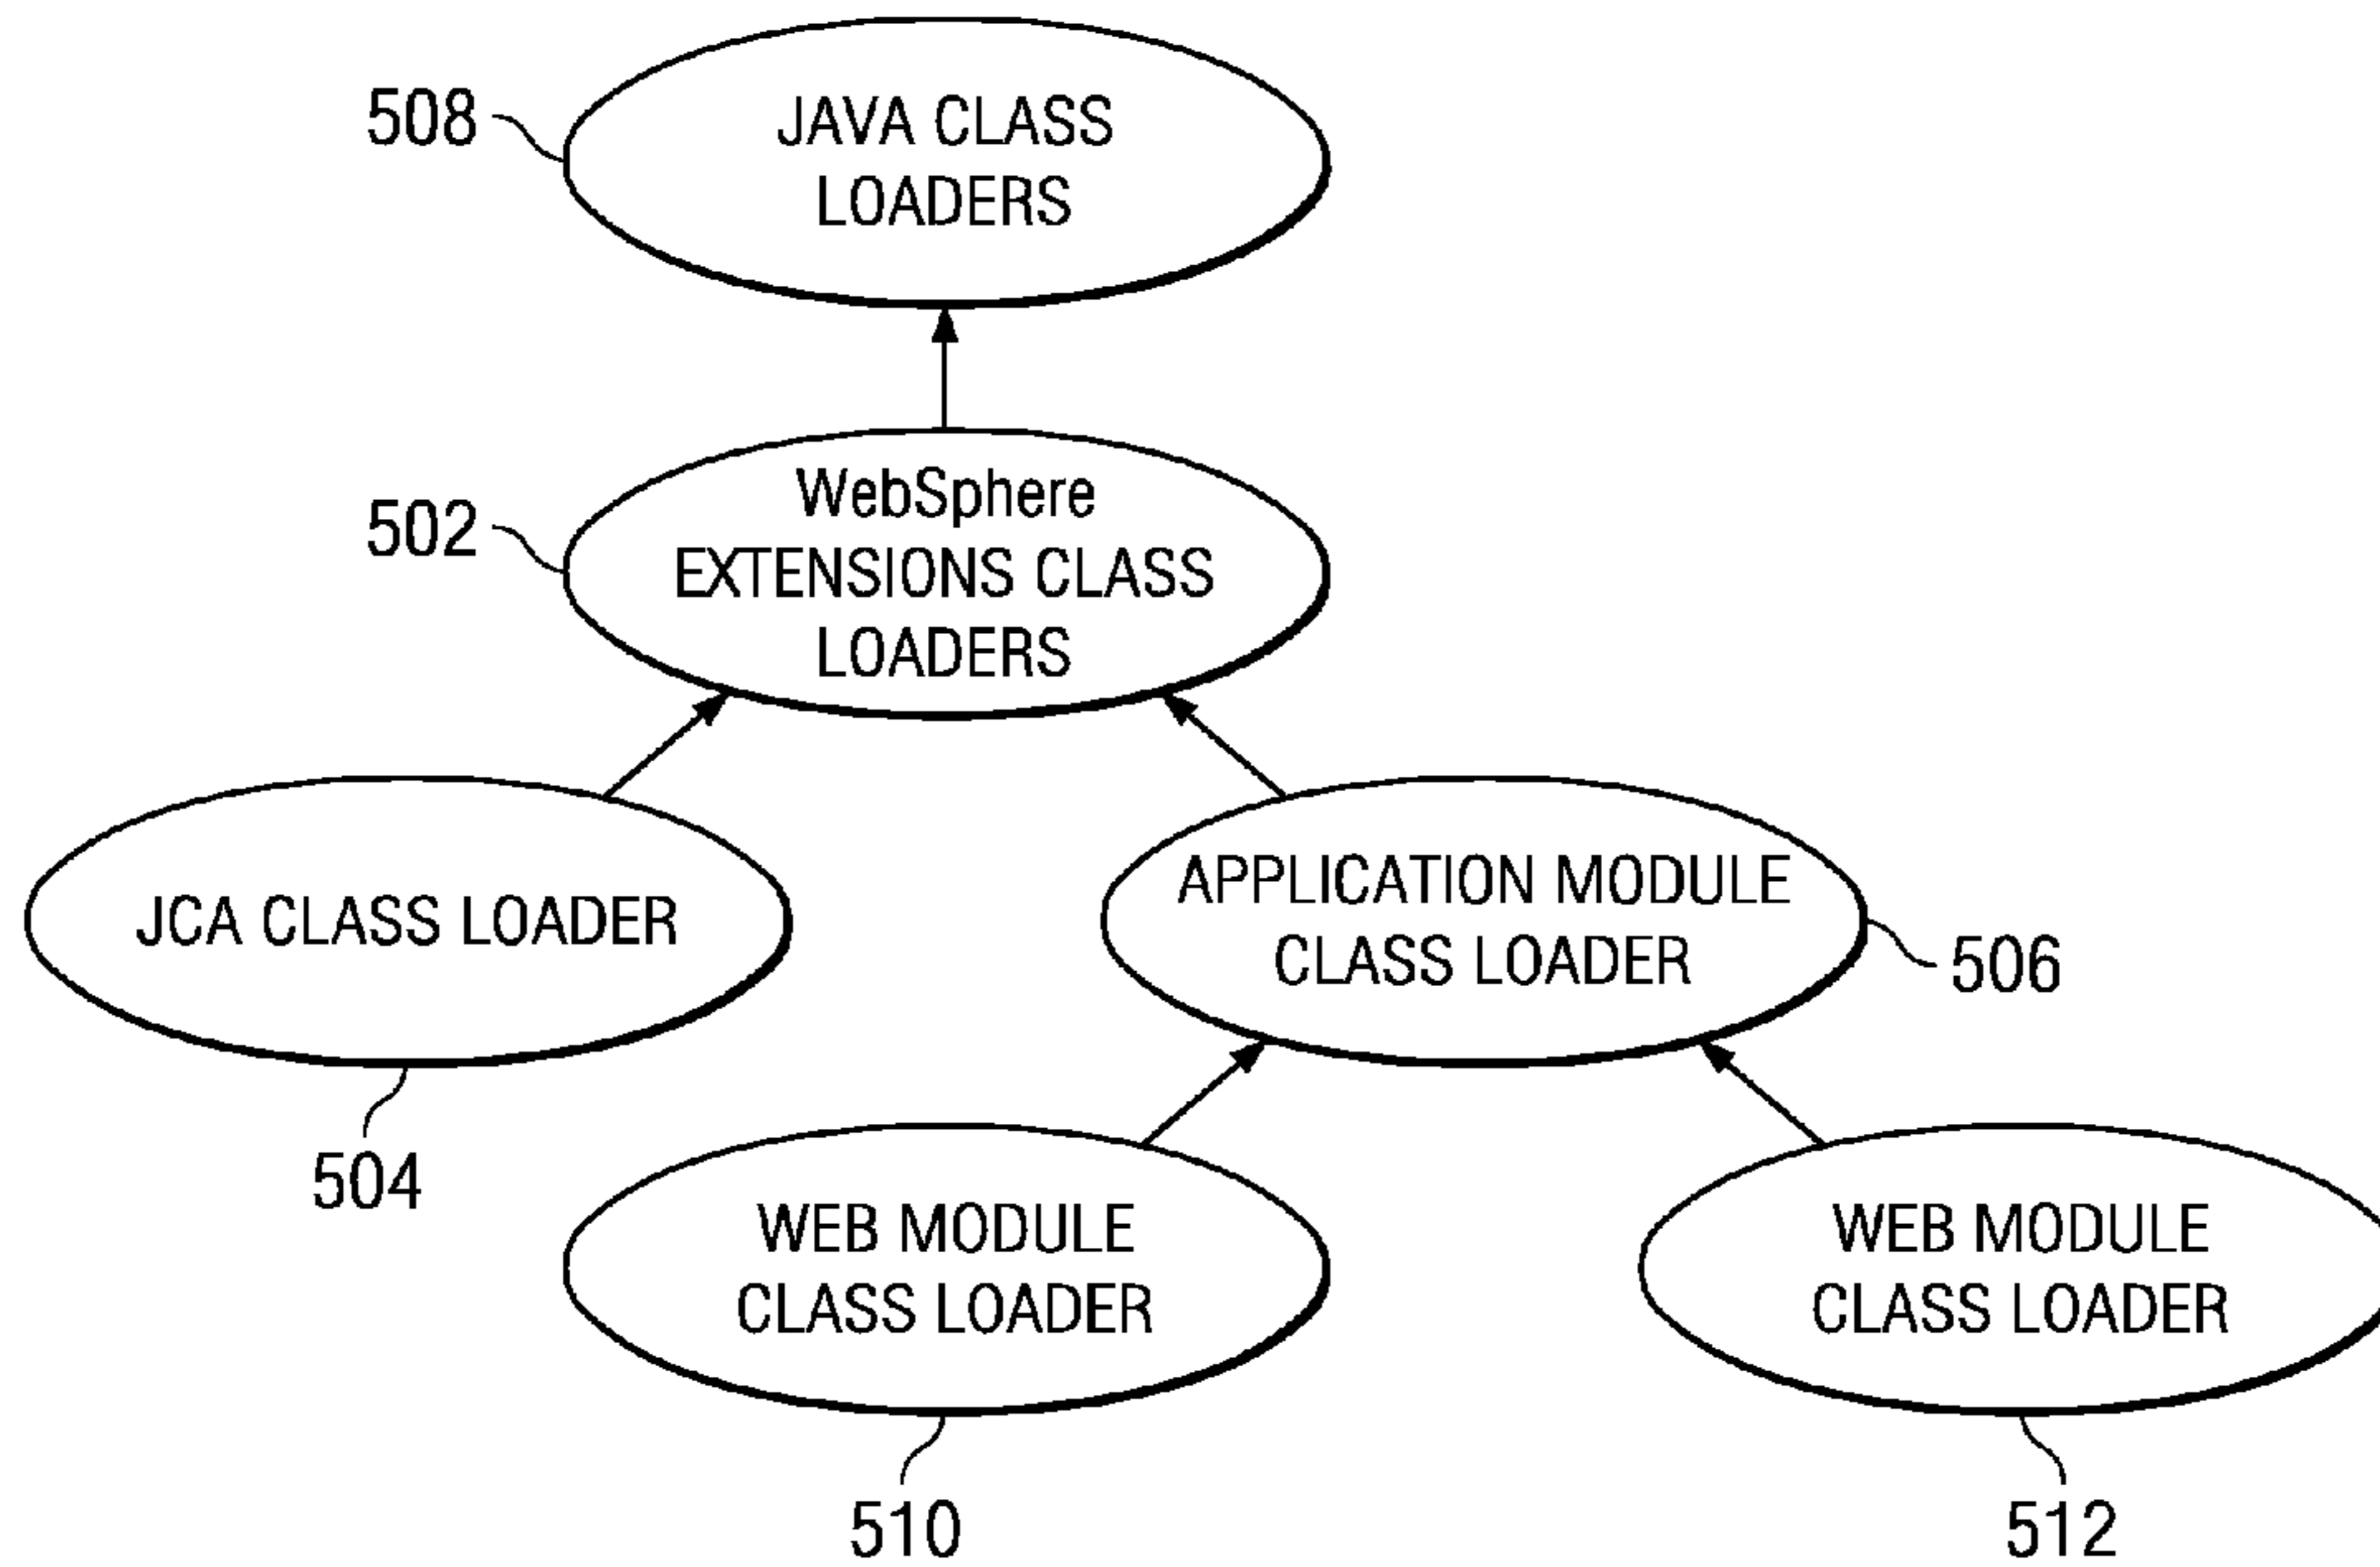 508
JAVA CLASS
LOADERS
502
WebSphere
EXTENSIONS CLASS
LOADERS
JCA CLASS LOADER
504
APPLICATION MODULE
CLASS LOADER
506
WEB MODULE
CLASS LOADER
510
WEB MODULE
CLASS LOADER
512